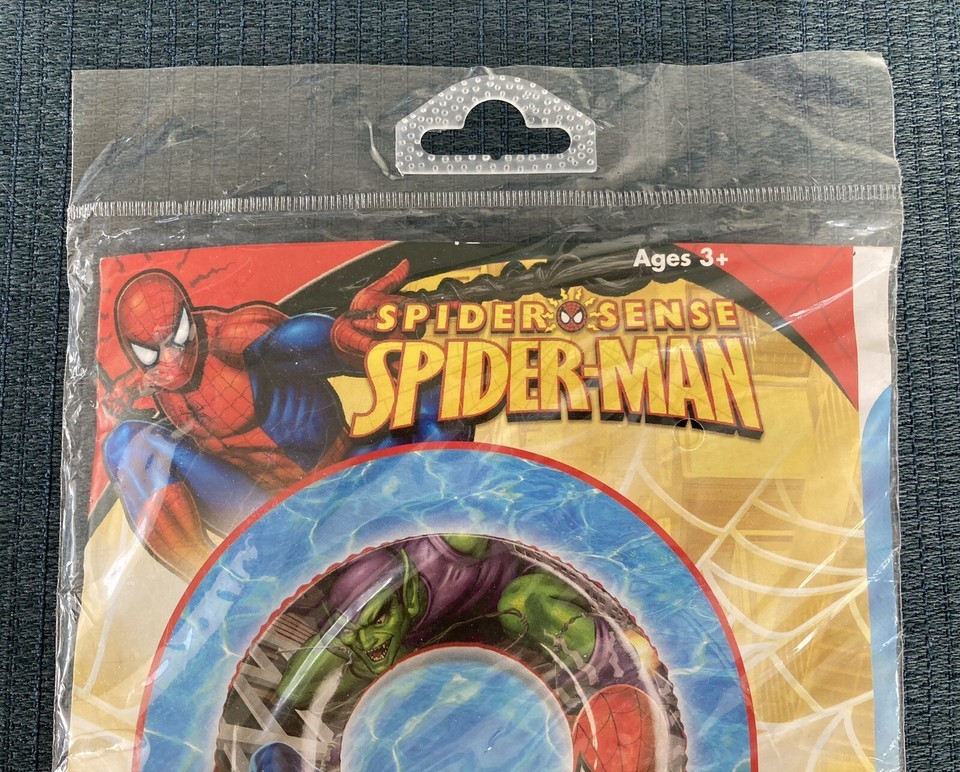 Ages 3+
SPIDER SENSE
SPIDER-MAN